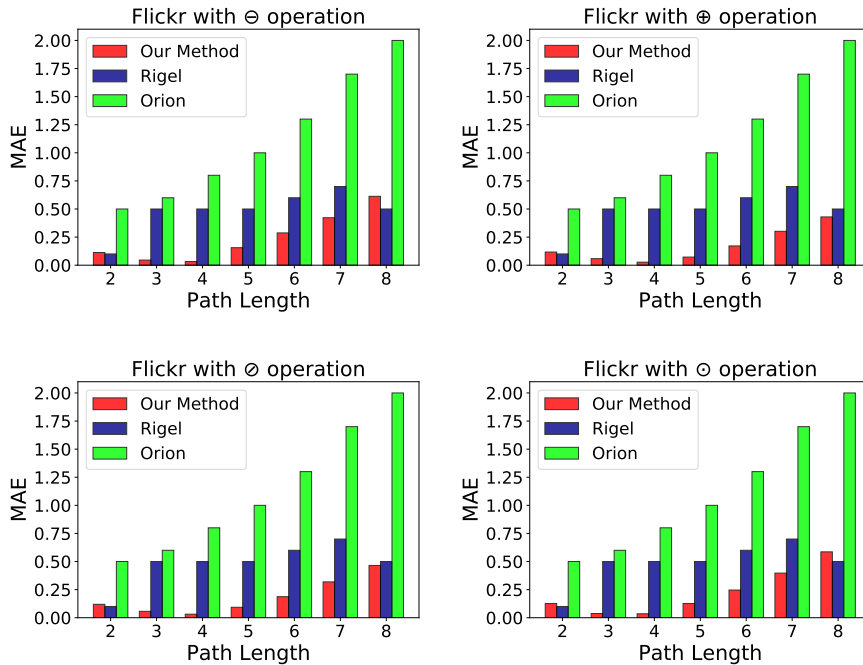 Flickr with ⊖ operation
MAE
2.00
1.75
1.50
1.25
1.00
0.75
0.50
0.25
0.00
Our Method
Rigel
Orion
2 3 4 5 6 7 8
Path Length
Flickr with ⊕ operation
MAE
2.00
1.75
1.50
1.25
1.00
0.75
0.50
0.25
0.00
Our Method
Rigel
Orion
2 3 4 5 6 7 8
Path Length
Flickr with ⊘ operation
MAE
2.00
1.75
1.50
1.25
1.00
0.75
0.50
0.25
0.00
Our Method
Rigel
Orion
2 3 4 5 6 7 8
Path Length
Flickr with ⊙ operation
MAE
2.00
1.75
1.50
1.25
1.00
0.75
0.50
0.25
0.00
Our Method
Rigel
Orion
2 3 4 5 6 7 8
Path Length